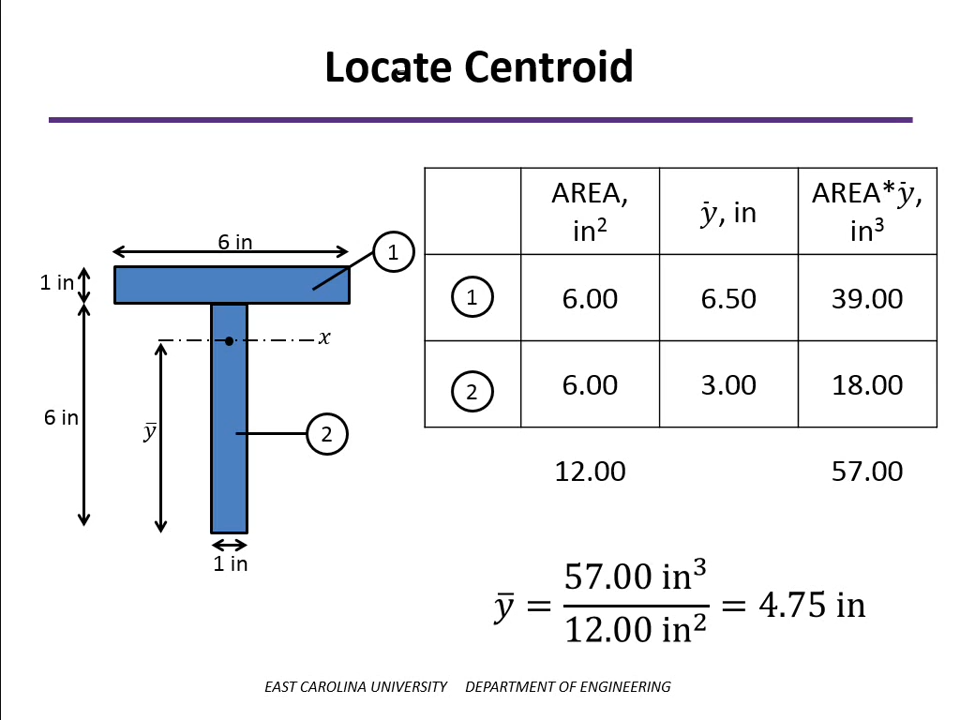 Locate Centroid
6 in
1
1 in
x
6 in
ȳ
2
1 in
AREA, in² ȳ, in AREA*ȳ, in³
1 6.00 6.50 39.00
2 6.00 3.00 18.00
12.00 57.00
ȳ = 57.00 in³ / 12.00 in² = 4.75 in
EAST CAROLINA UNIVERSITY DEPARTMENT OF ENGINEERING